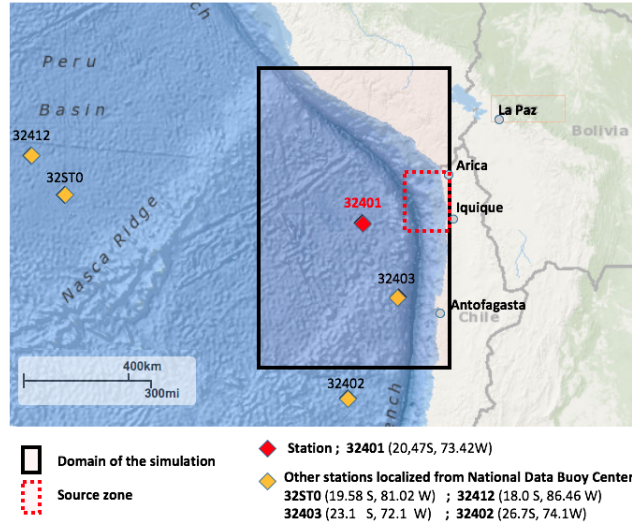 ch
Peru
Basin
La Paz
Bolivia
32412
32ST0
Arica
32401
Iquique
Nasca Ridge
32403
Antofagasta
Chile
400km
300mi
32402
ench
Station ; 32401 (20,47S, 73.42W)
Domain of the simulation
Other stations localized from National Data Buoy Center
Source zone
32ST0 (19.58 S, 81.02 W) ; 32412 (18.0 S, 86.46 W)
32403 (23.1 S, 72.1 W) ; 32402 (26.7S, 74.1W)